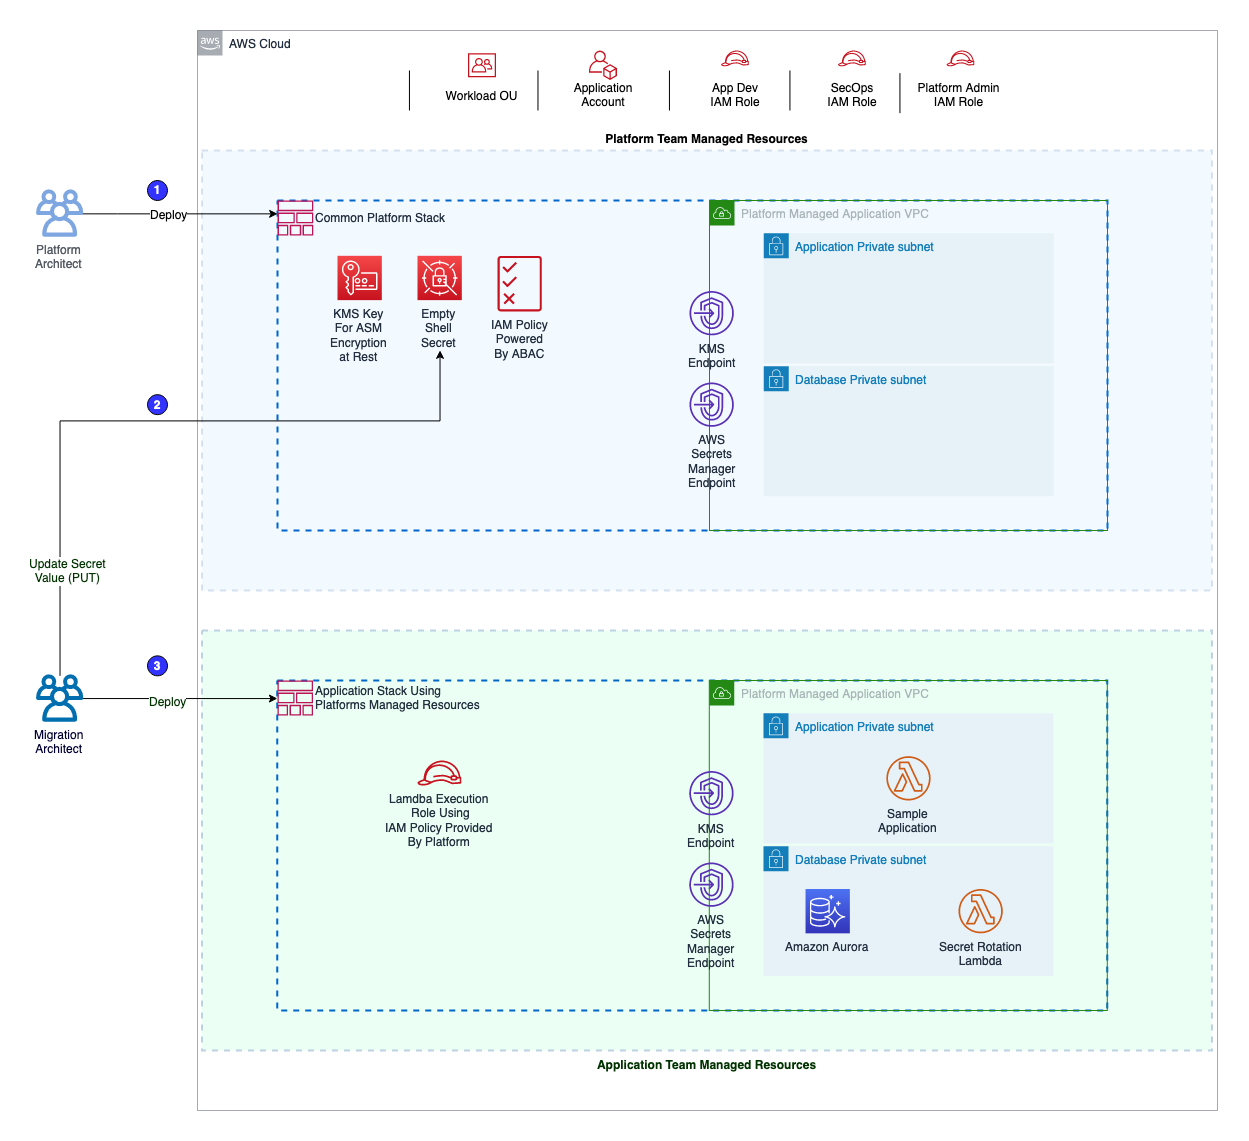 aws
AWS Cloud
Workload OU
Application
Account
App Dev
IAM Role
SecOps
IAM Role
Platform Admin
IAM Role
Platform Team Managed Resources
1
Deploy
Platform
Architect
Common Platform Stack
Platform Managed Application VPC
Application Private subnet
KMS Key
For ASM
Encryption
at Rest
Empty
Shell
Secret
IAM Policy
Powered
By ABAC
KMS
Endpoint
Database Private subnet
2
AWS
Secrets
Manager
Endpoint
Update Secret
Value (PUT)
3
Deploy
Migration
Architect
Application Stack Using
Platforms Managed Resources
Platform Managed Application VPC
Application Private subnet
Lamdba Execution
Role Using
IAM Policy Provided
By Platform
KMS
Endpoint
Sample
Application
Database Private subnet
AWS
Secrets
Manager
Endpoint
Amazon Aurora
Secret Rotation
Lambda
Application Team Managed Resources